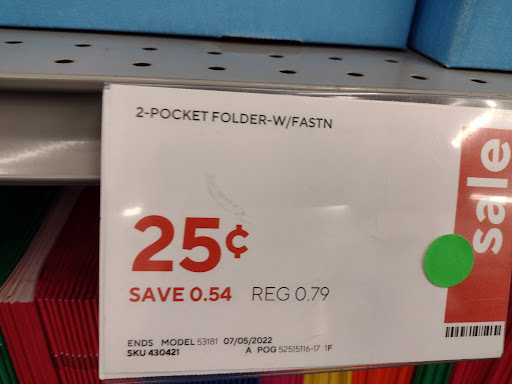 2-POCKET FOLDER-W/FASTN
25¢
SAVE 0.54 REG 0.79
sale
ENDS MODEL 53181 07/05/2022
SKU 430421 A POG 52515116-17 1F